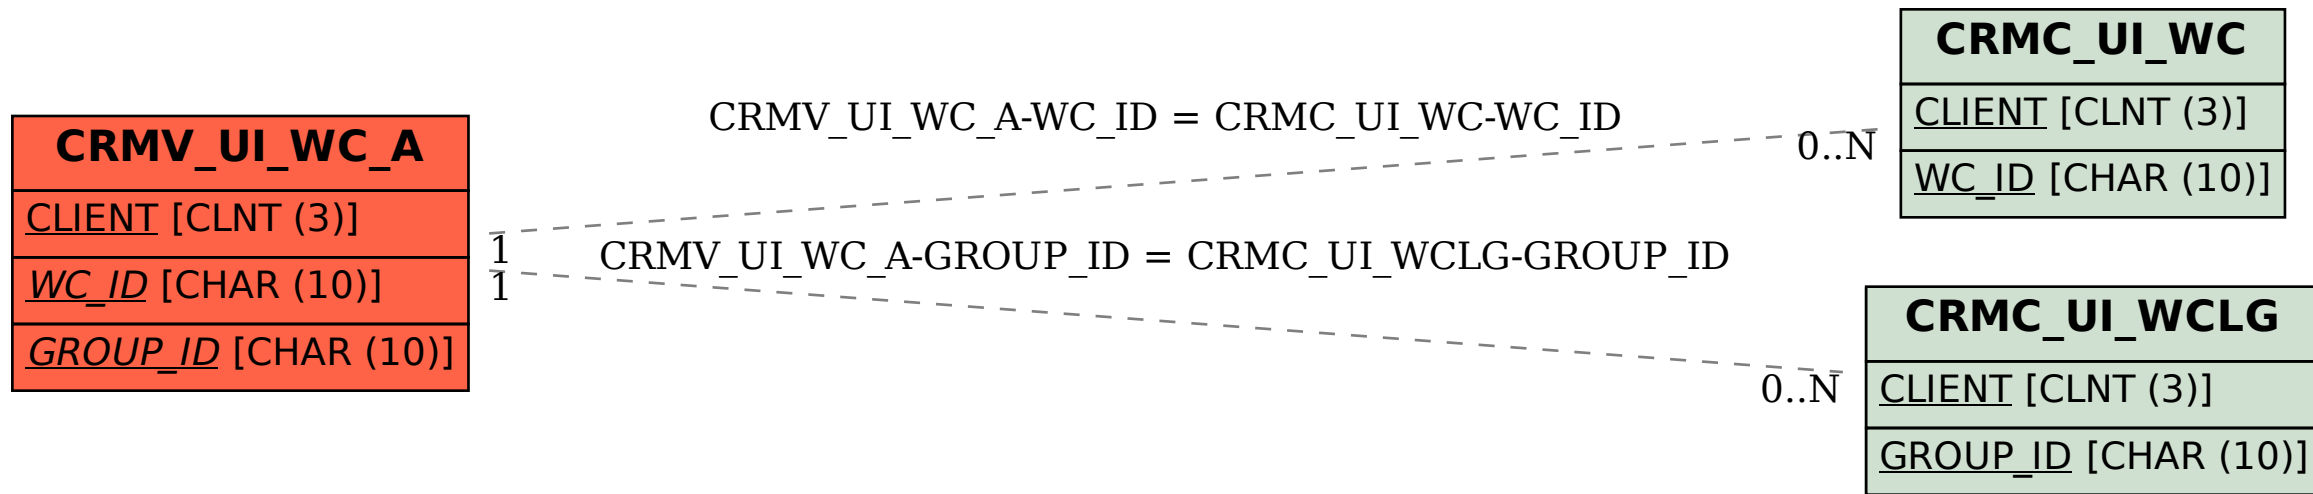 CRMV_UI_WC_A
CLIENT [CLNT (3)]
WC_ID [CHAR (10)]
GROUP_ID [CHAR (10)]
CRMV_UI_WC_A-WC_ID = CRMC_UI_WC-WC_ID
1
0..N
CRMV_UI_WC_A-GROUP_ID = CRMC_UI_WCLG-GROUP_ID
1
0..N
CRMC_UI_WC
CLIENT [CLNT (3)]
WC_ID [CHAR (10)]
CRMC_UI_WCLG
CLIENT [CLNT (3)]
GROUP_ID [CHAR (10)]